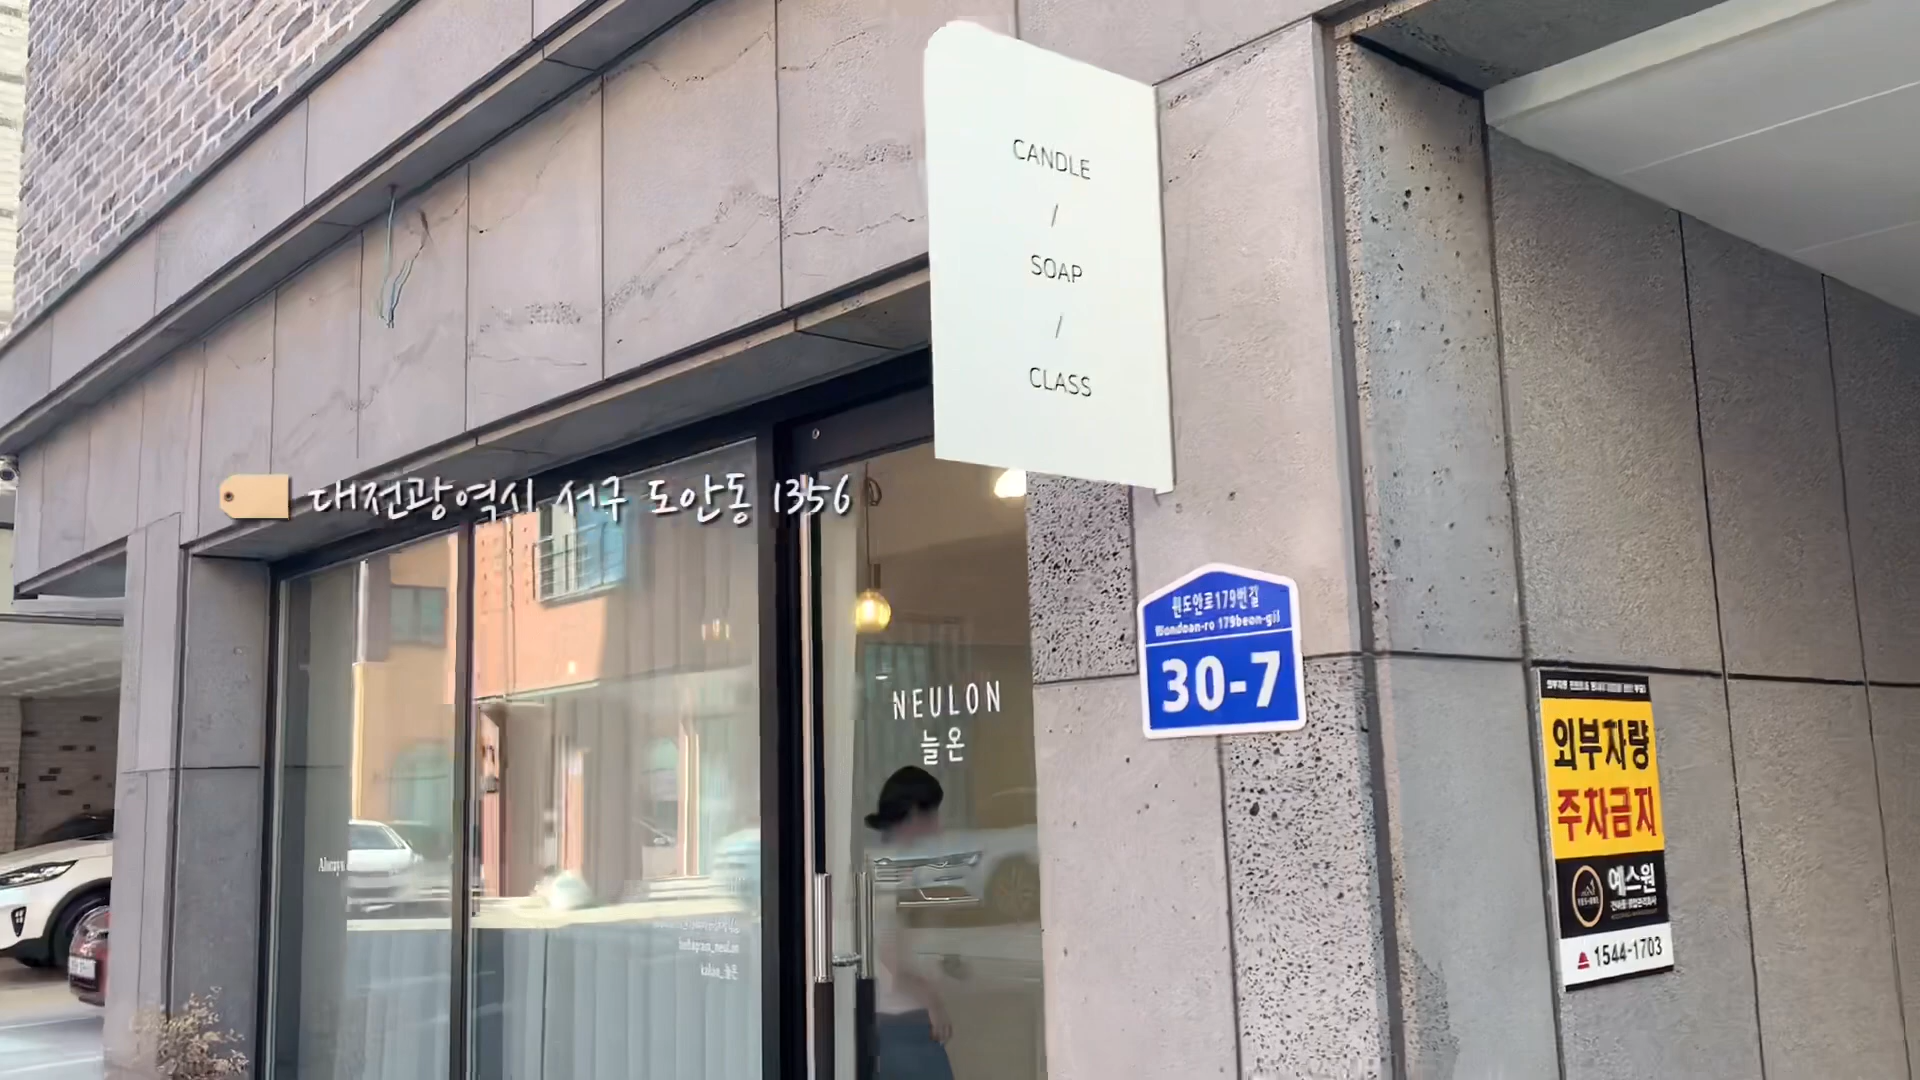 CANDLE
/
SOAP
/
CLASS
대전광역시 서구 도안동 1356
원도안로179번길
Wondoan-ro 179beon-gil
30-7
NEULON
늘온
외부차량
주차금지
예스원
1544-1703
Always